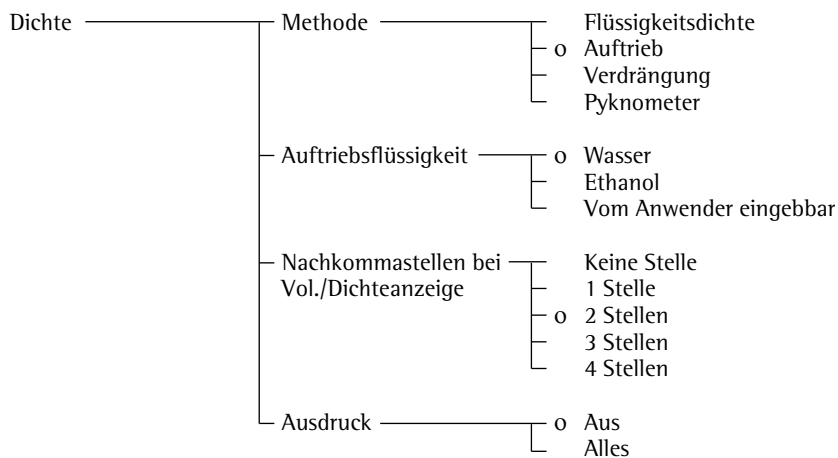 Dichte Methode Flüssigkeitsdichte
o Auftrieb
Verdrängung
Pyknometer
Auftriebsflüssigkeit o Wasser
Ethanol
Vom Anwender eingebbar
Nachkommastellen bei Keine Stelle
Vol./Dichteanzeige 1 Stelle
o 2 Stellen
3 Stellen
4 Stellen
Ausdruck o Aus
Alles